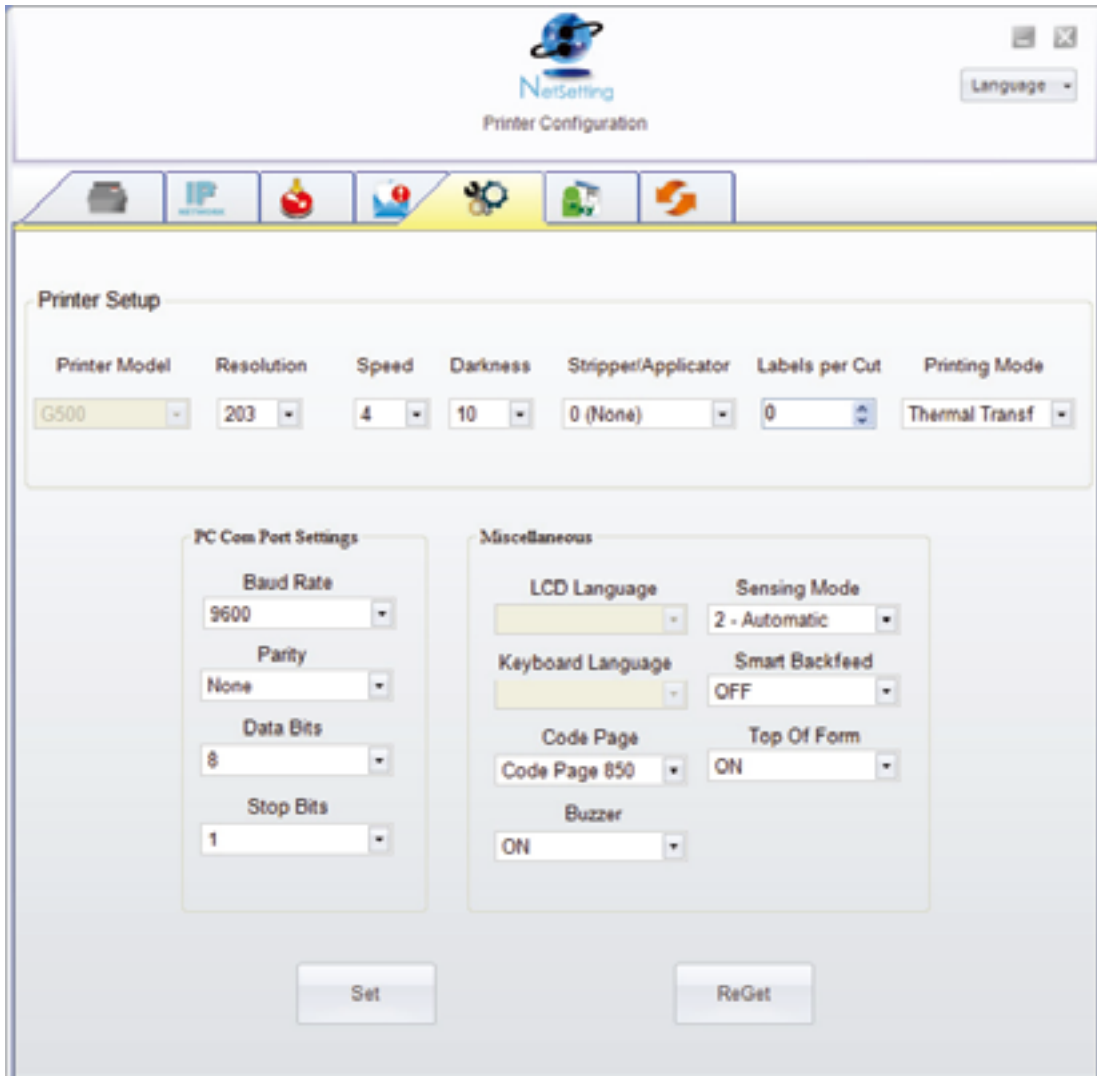 NetSetting
Language
Printer Configuration
IP
NETWORK
Printer Setup
Printer Model Resolution Speed Darkness Stripper/Applicator Labels per Cut Printing Mode
G500 203 4 10 0 (None) 0 Thermal Transf
PC Com Port Settings Miscellaneous
Baud Rate LCD Language Sensing Mode
9600 2 - Automatic
Parity Keyboard Language Smart Backfeed
None OFF
Data Bits Code Page Top Of Form
8 Code Page 850 ON
Stop Bits Buzzer
1 ON
Set ReGet